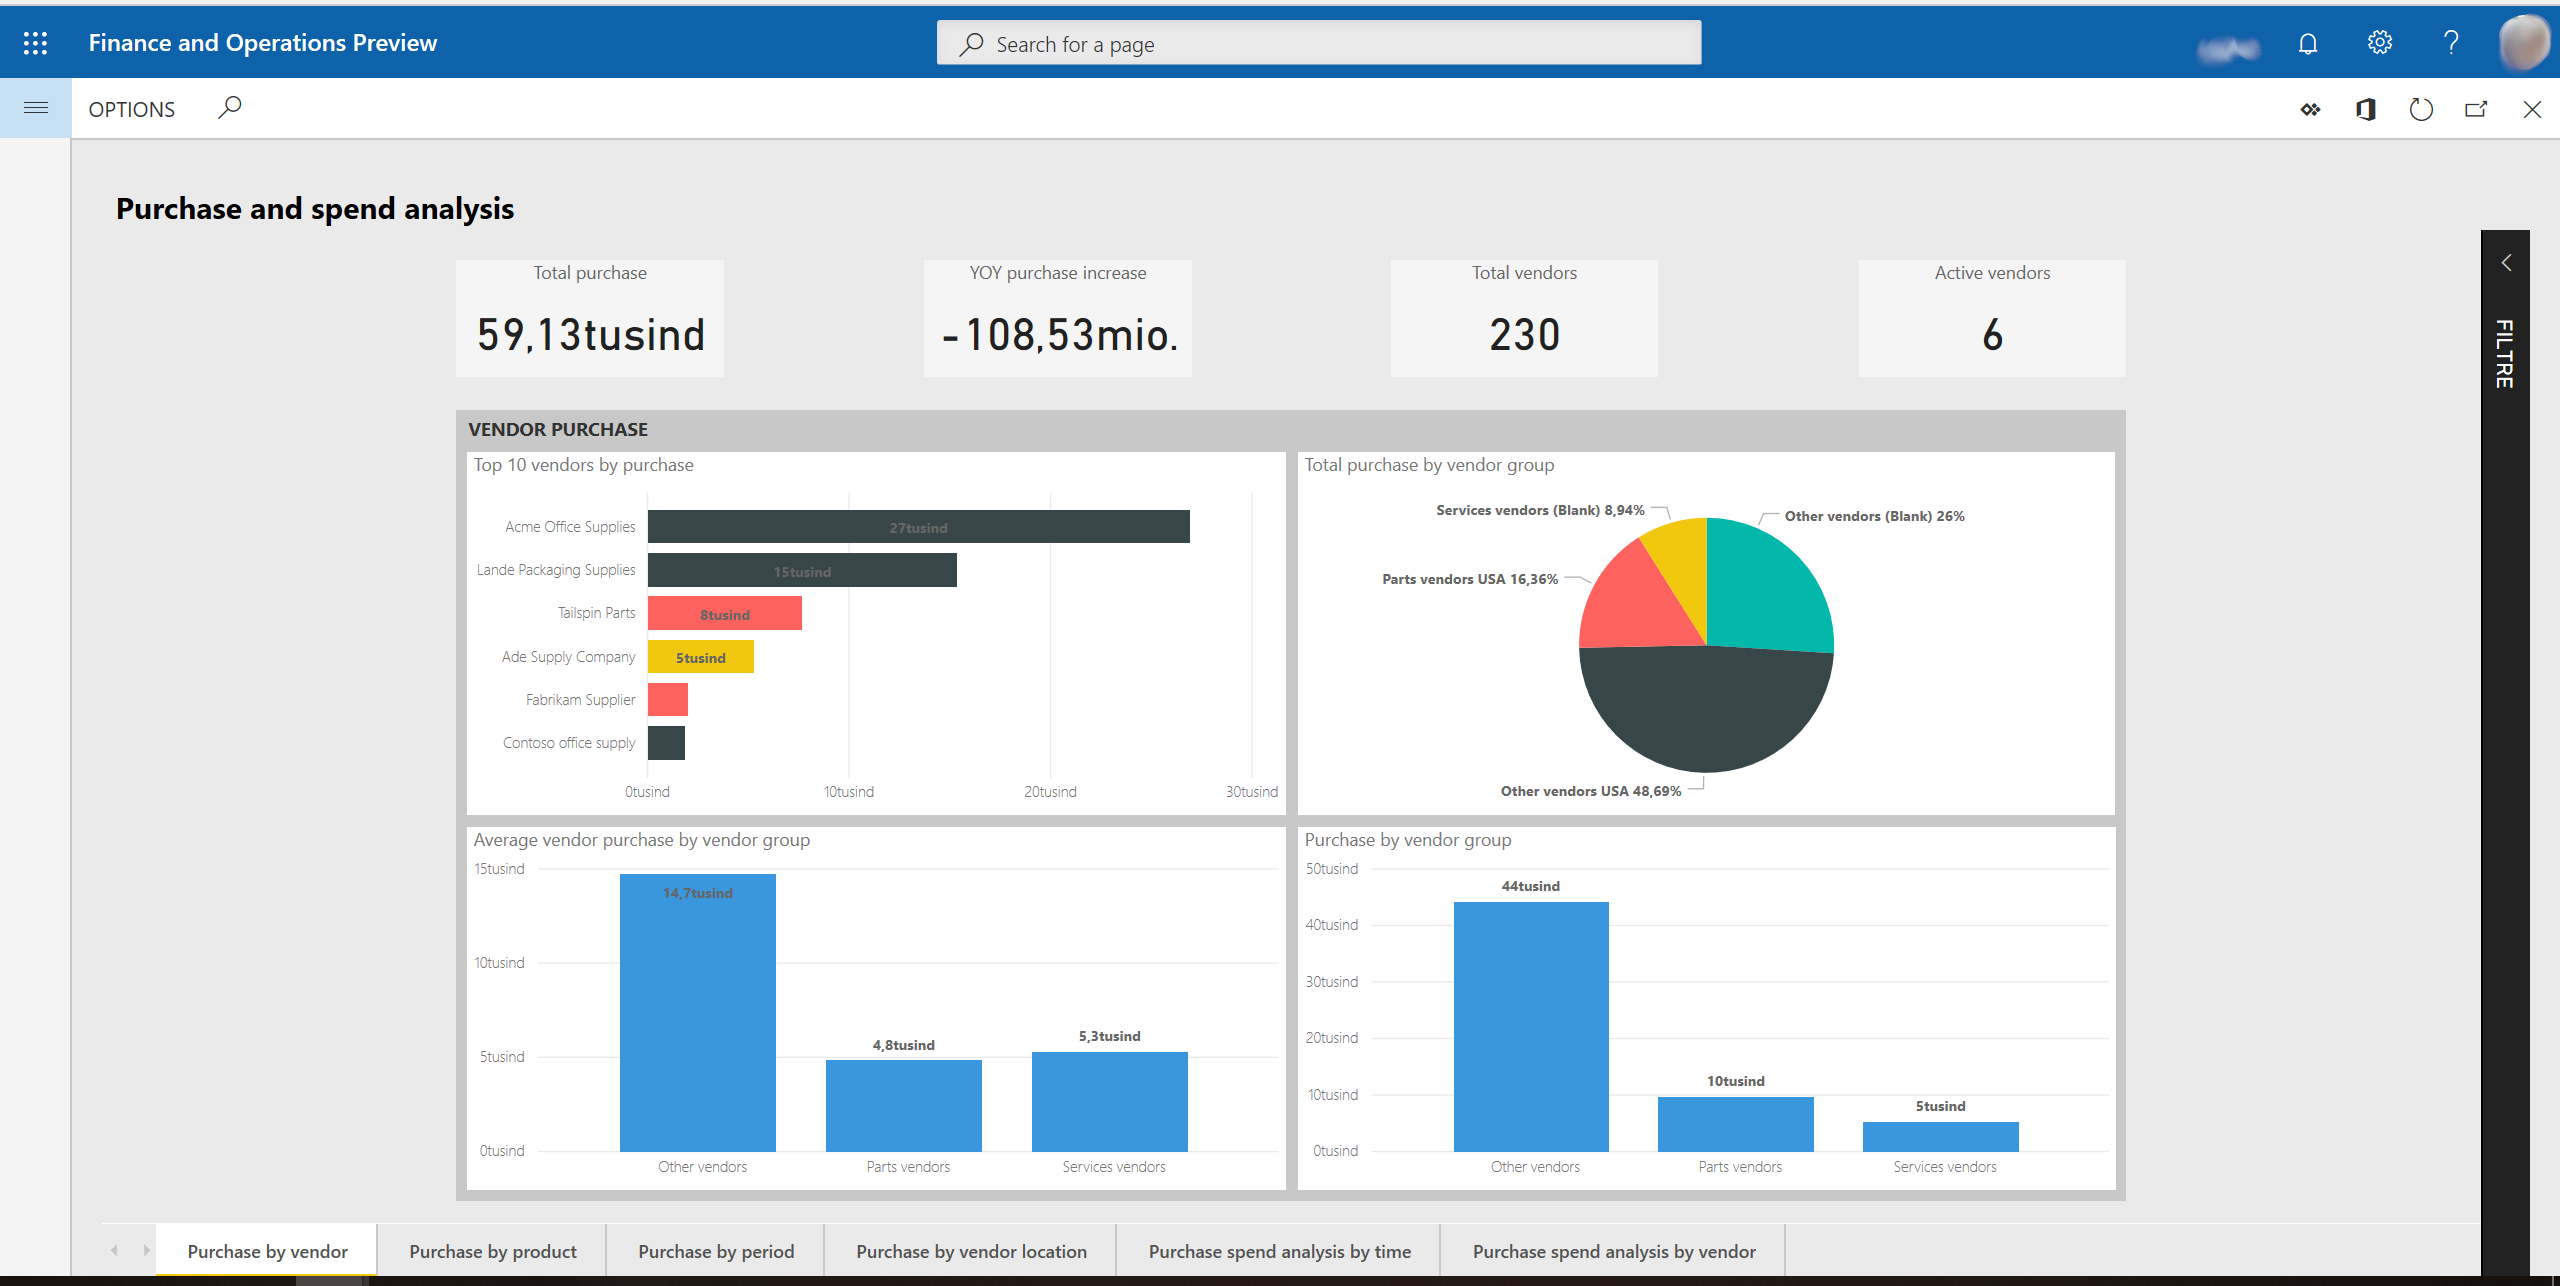 Finance and Operations Preview
Search for a page
?
OPTIONS
Purchase and spend analysis
Total purchase
59,13tusind
YOY purchase increase
-108,53mio.
Total vendors
230
Active vendors
6
FILTRE
VENDOR PURCHASE
Top 10 vendors by purchase
Acme Office Supplies
27tusind
Lande Packaging Supplies
15tusind
Tailspin Parts
8tusind
Ade Supply Company
5tusind
Fabrikam Supplier
Contoso office supply
0tusind
10tusind
20tusind
30tusind
Total purchase by vendor group
Services vendors (Blank) 8,94%
Other vendors (Blank) 26%
Parts vendors USA 16,36%
Other vendors USA 48,69%
Average vendor purchase by vendor group
15tusind
10tusind
5tusind
0tusind
14,7tusind
4,8tusind
5,3tusind
Other vendors
Parts vendors
Services vendors
Purchase by vendor group
50tusind
40tusind
30tusind
20tusind
10tusind
0tusind
44tusind
10tusind
5tusind
Other vendors
Parts vendors
Services vendors
Purchase by vendor
Purchase by product
Purchase by period
Purchase by vendor location
Purchase spend analysis by time
Purchase spend analysis by vendor